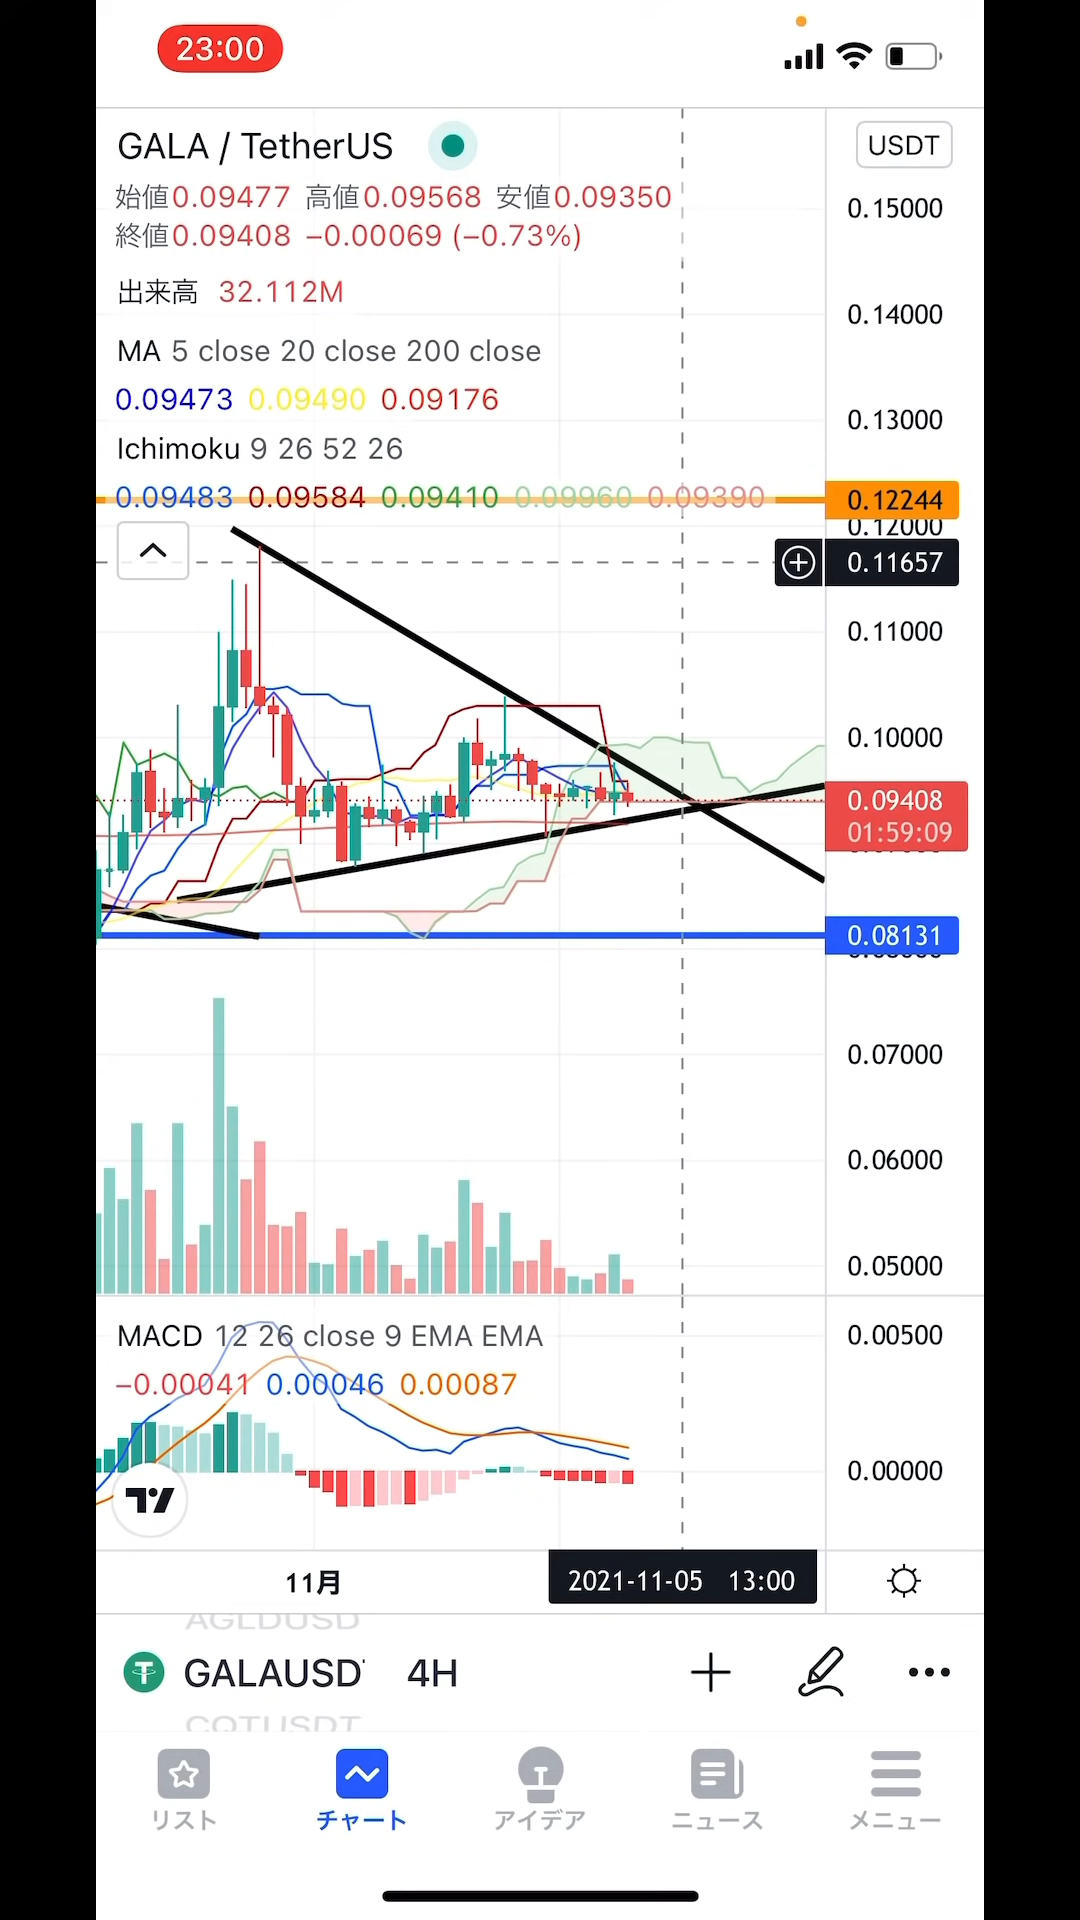 23:00
GALA / TetherUS
USDT
始値0.09477 高値0.09568 安値0.09350
終値0.09408 −0.00069 (−0.73%)
出来高 32.112M
MA 5 close 20 close 200 close
0.09473 0.09490 0.09176
Ichimoku 9 26 52 26
0.09483 0.09584 0.09410 0.09960 0.09390
0.15000
0.14000
0.13000
0.12244
0.12000
0.11657
0.11000
0.10000
0.09408
01:59:09
0.08131
0.07000
0.06000
0.05000
MACD 12 26 close 9 EMA EMA
−0.00041 0.00046 0.00087
0.00500
0.00000
11月
2021-11-05 13:00
AGLDUSD
GALAUSD
4H
COTIUSDT
リスト
チャート
アイデア
ニュース
メニュー